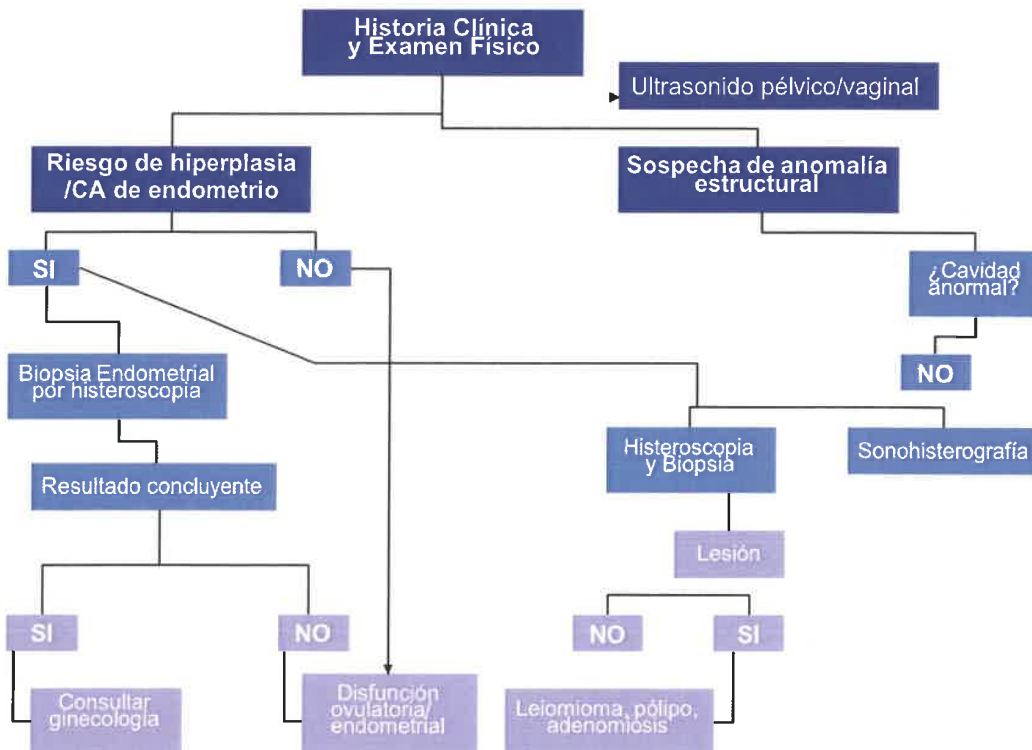 Historia Clínica
y Examen Físico
Ultrasonido pélvico/vaginal
Riesgo de hiperplasia
/CA de endometrio
Sospecha de anomalía
estructural
SI
NO
¿Cavidad
anormal?
Biopsia Endometrial
por histeroscopia
NO
Histeroscopia
y Biopsia
Sonohisterografía
Resultado concluyente
Lesión
SI
NO
NO
SI
Consultar
ginecología
Disfunción
ovulatoria/
endometrial
Leiomioma, pólipo,
adenomiosis